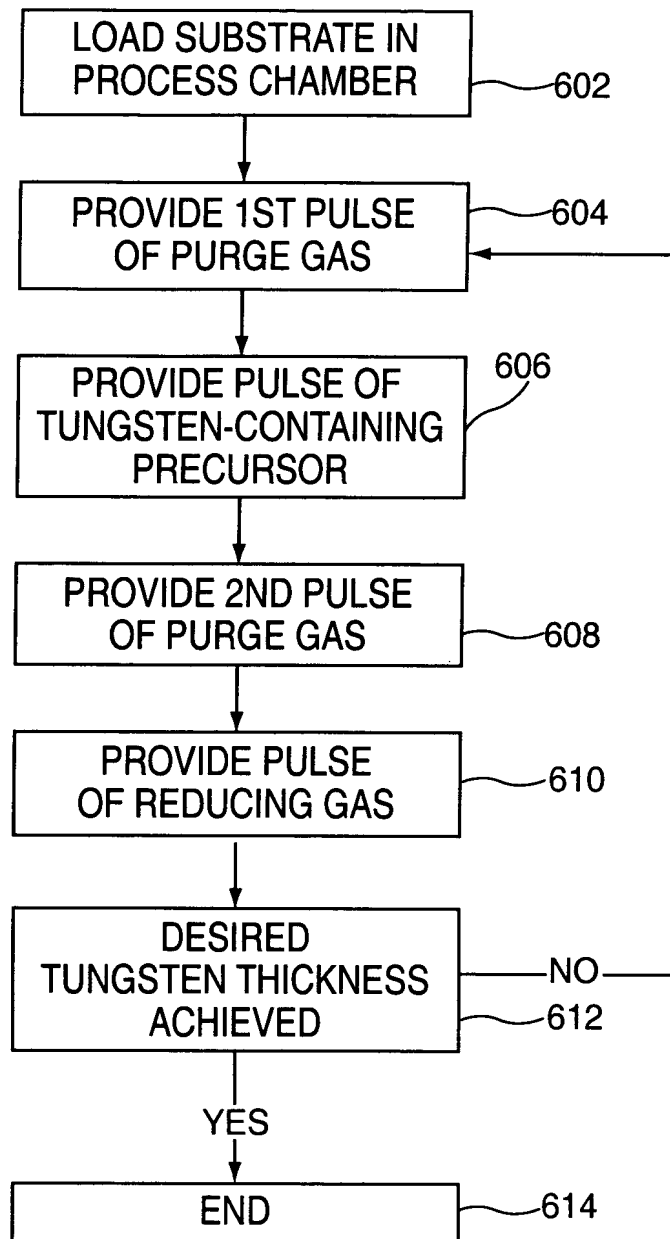 LOAD SUBSTRATE IN
PROCESS CHAMBER
602
PROVIDE 1ST PULSE
OF PURGE GAS
604
PROVIDE PULSE OF
TUNGSTEN-CONTAINING
PRECURSOR
606
PROVIDE 2ND PULSE
OF PURGE GAS
608
PROVIDE PULSE
OF REDUCING GAS
610
DESIRED
TUNGSTEN THICKNESS
ACHIEVED
NO
612
YES
END
614